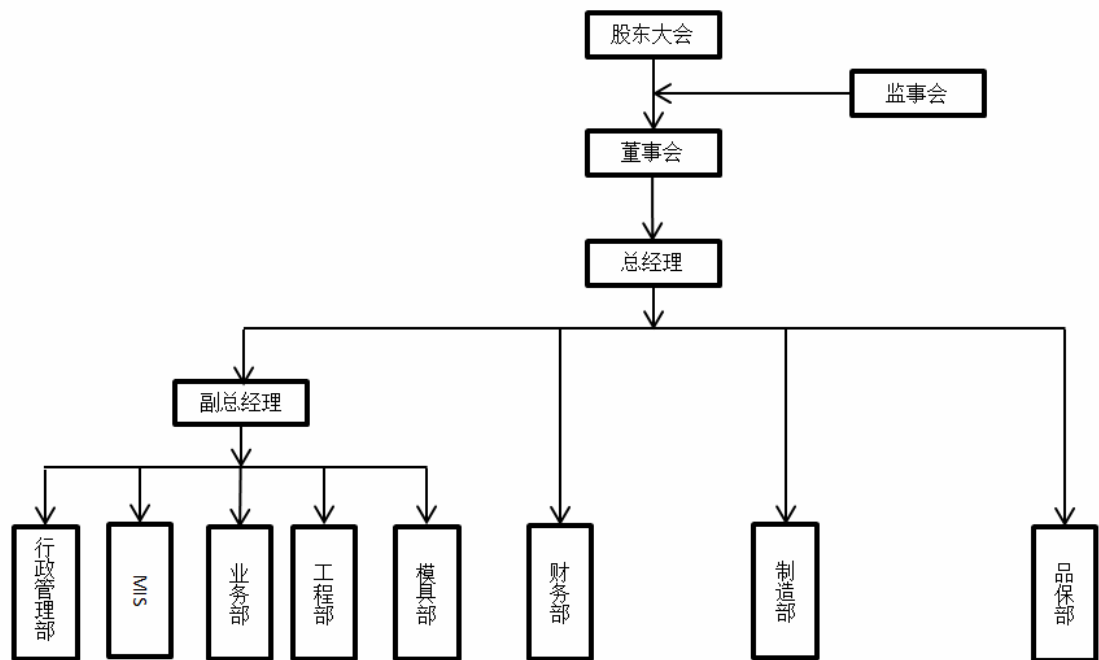 股东大会
监事会
董事会
总经理
副总经理
行政管理部
MIS
业务部
工程部
模具部
财务部
制造部
品保部